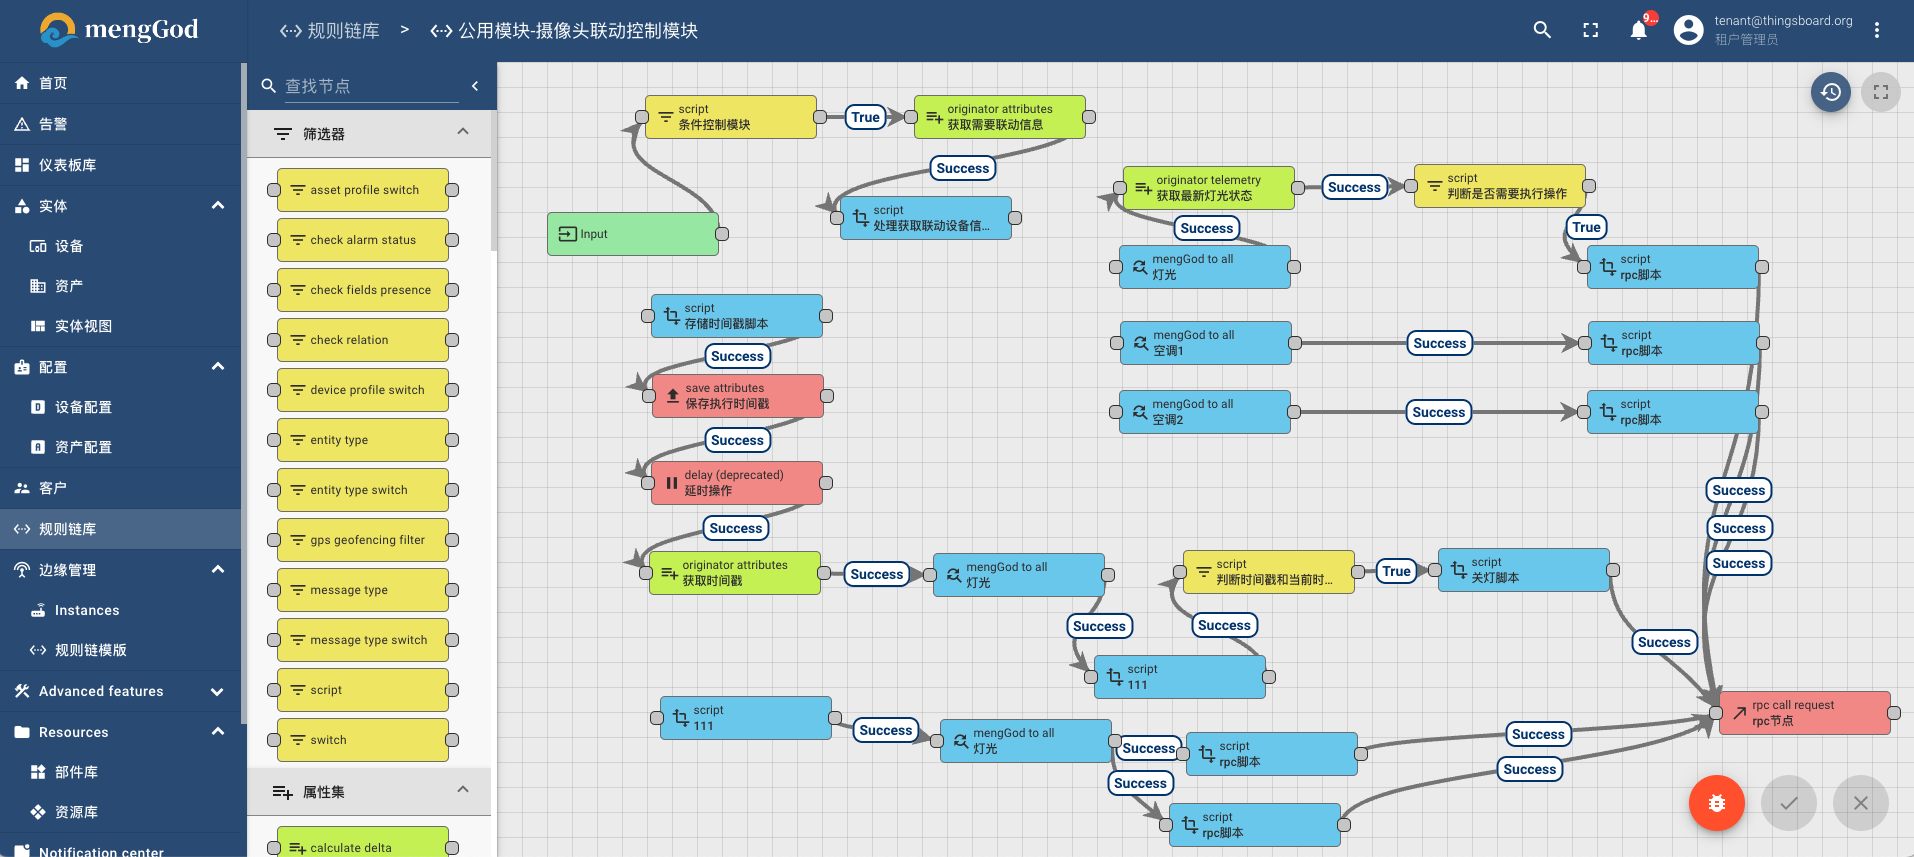 mengGod
规则链库 > 公用模块-摄像头联动控制模块
9...
tenant@thingsboard.org
租户管理员
首页
告警
仪表板库
实体
设备
资产
实体视图
配置
设备配置
资产配置
客户
规则链库
边缘管理
Instances
规则链模版
Advanced features
Resources
部件库
资源库
Notification center
查找节点
筛选器
asset profile switch
check alarm status
check fields presence
check relation
device profile switch
entity type
entity type switch
gps geofencing filter
message type
message type switch
script
switch
属性集
calculate delta
script
条件控制模块
True
originator attributes
获取需要联动信息
Success
script
处理获取联动设备信...
Input
originator telemetry
获取最新灯光状态
Success
script
判断是否需要执行操作
Success
True
mengGod to all
灯光
script
rpc脚本
script
存储时间戳脚本
mengGod to all
空调1
Success
script
rpc脚本
Success
save attributes
保存执行时间戳
mengGod to all
空调2
Success
script
rpc脚本
Success
delay (deprecated)
延时操作
Success
Success
Success
Success
originator attributes
获取时间戳
Success
mengGod to all
灯光
script
判断时间戳和当前时...
True
script
关灯脚本
Success
Success
Success
script
111
script
111
Success
mengGod to all
灯光
Success
script
rpc脚本
Success
rpc call request
rpc节点
Success
Success
script
rpc脚本